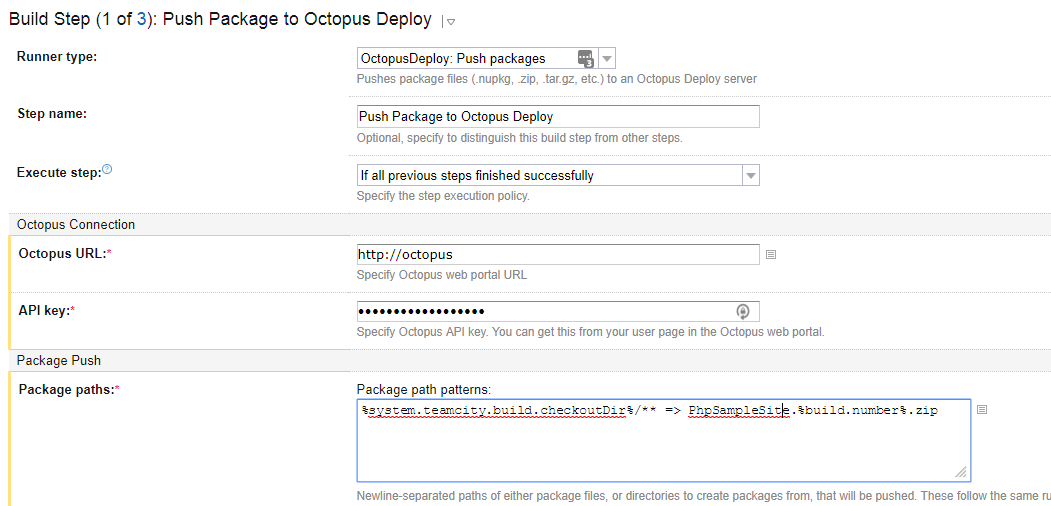 Build Step (1 of 3): Push Package to Octopus Deploy
Runner type:
OctopusDeploy: Push packages
3
Pushes package files (.nupkg, .zip, .tar.gz, etc.) to an Octopus Deploy server
Step name:
Push Package to Octopus Deploy
Optional, specify to distinguish this build step from other steps.
Execute step:
If all previous steps finished successfully
Specify the step execution policy.
Octopus Connection
Octopus URL:*
http://octopus
Specify Octopus web portal URL
API key:*
••••••••••••••••••
Specify Octopus API key. You can get this from your user page in the Octopus web portal.
Package Push
Package paths:*
Package path patterns:
%system.teamcity.build.checkoutDir%/** => PhpSampleSite.%build.number%.zip
Newline-separated paths of either package files, or directories to create packages from, that will be pushed. These follow the same ru